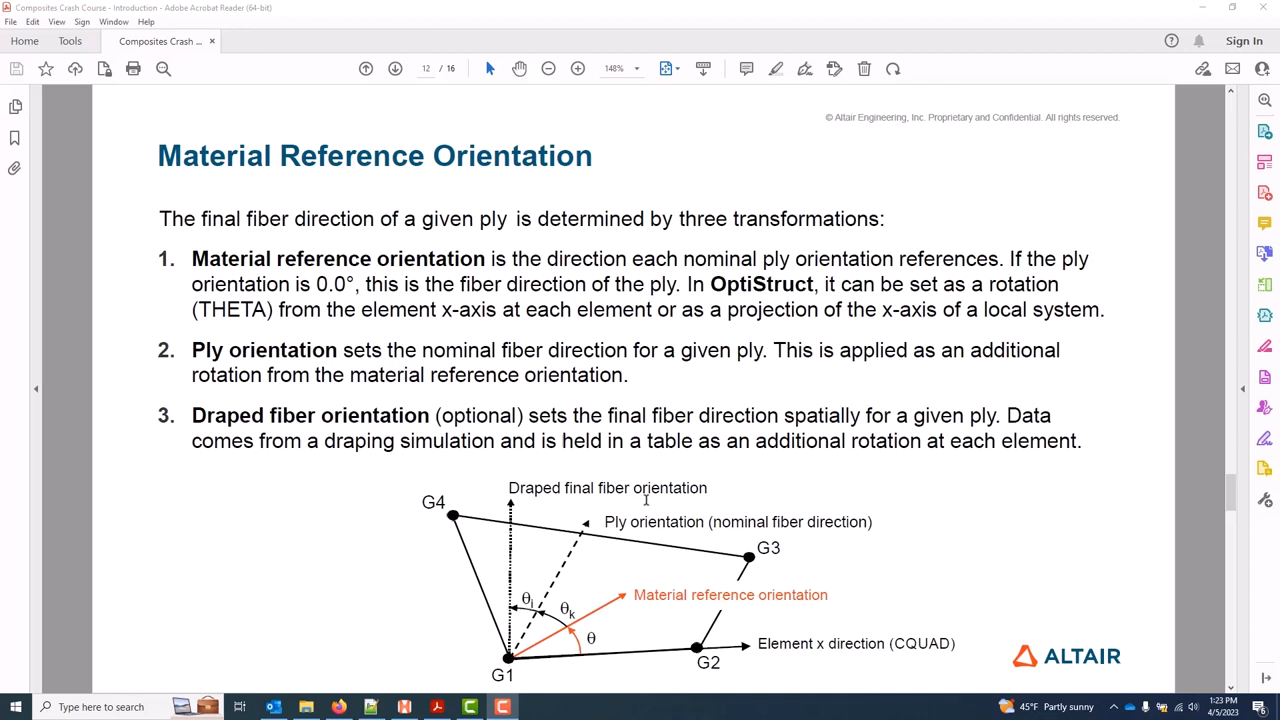 Composites Crash Course - Introduction - Adobe Acrobat Reader (64-bit)
File Edit View Sign Window Help
Home Tools Composites Crash ... × Sign In
12 / 16 148%
© Altair Engineering, Inc. Proprietary and Confidential. All rights reserved.
Material Reference Orientation
The final fiber direction of a given ply is determined by three transformations:
1. Material reference orientation is the direction each nominal ply orientation references. If the ply
orientation is 0.0°, this is the fiber direction of the ply. In OptiStruct, it can be set as a rotation
(THETA) from the element x-axis at each element or as a projection of the x-axis of a local system.
2. Ply orientation sets the nominal fiber direction for a given ply. This is applied as an additional
rotation from the material reference orientation.
3. Draped fiber orientation (optional) sets the final fiber direction spatially for a given ply. Data
comes from a draping simulation and is held in a table as an additional rotation at each element.
Draped final fiber orientation
G4
Ply orientation (nominal fiber direction)
G3
θi
θk
Material reference orientation
θ
Element x direction (CQUAD)
G2
G1
ALTAIR
Type here to search
45°F Partly sunny
1:23 PM
4/5/2023